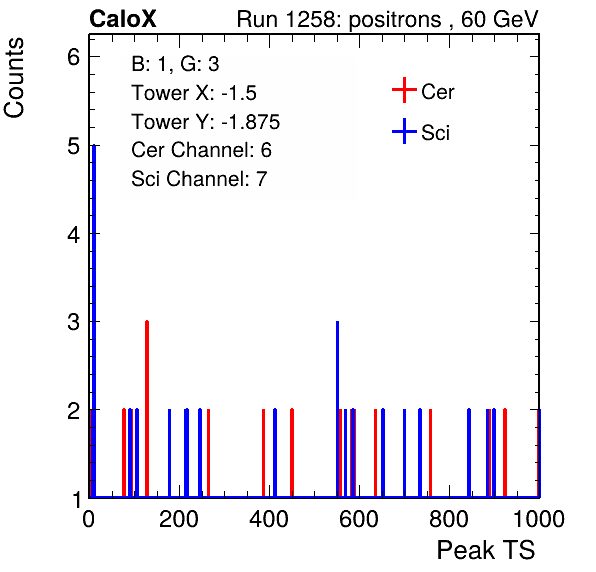 CaloX Run 1258: positrons , 60 GeV
Counts
B: 1, G: 3
Tower X: -1.5
Tower Y: -1.875
Cer Channel: 6
Sci Channel: 7
Cer
Sci
6
5
4
3
2
1
0 200 400 600 800 1000
Peak TS